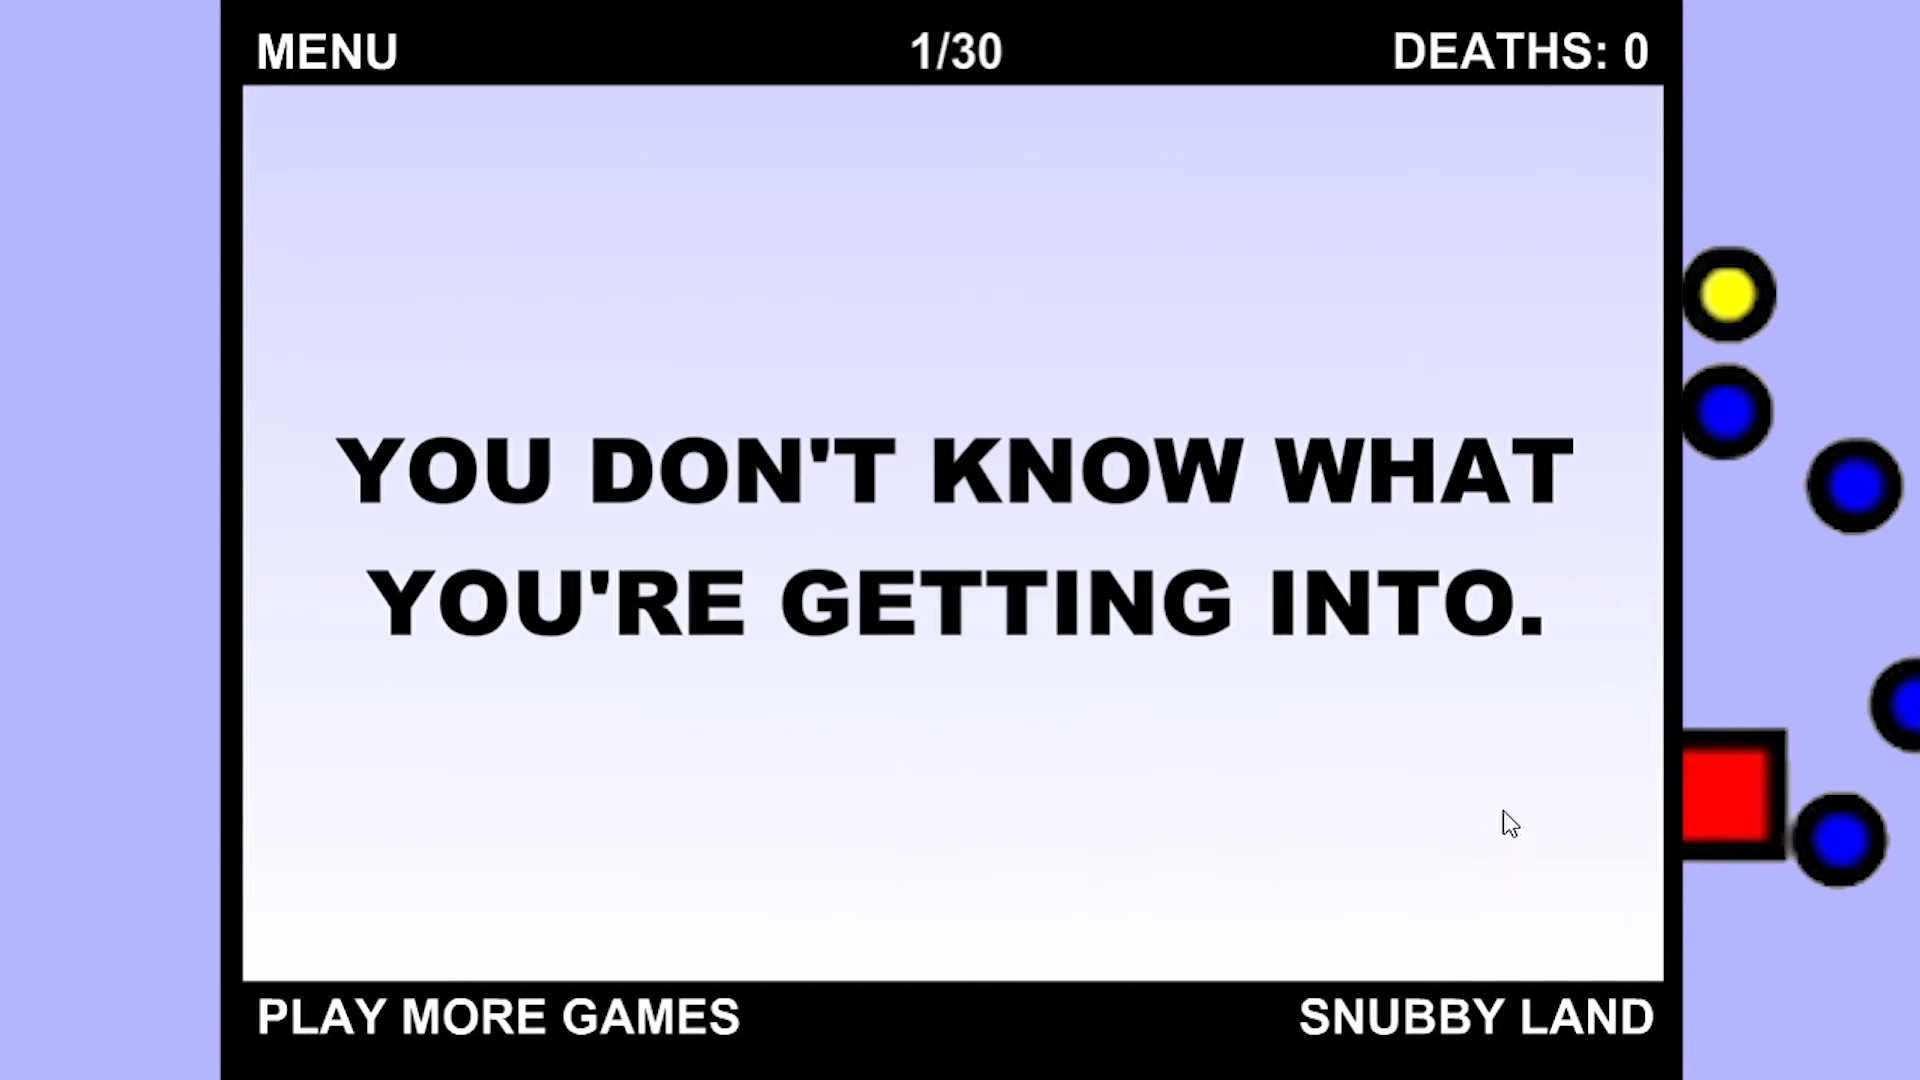 MENU 1/30 DEATHS: 0
YOU DON'T KNOW WHAT
YOU'RE GETTING INTO.
PLAY MORE GAMES SNUBBY LAND